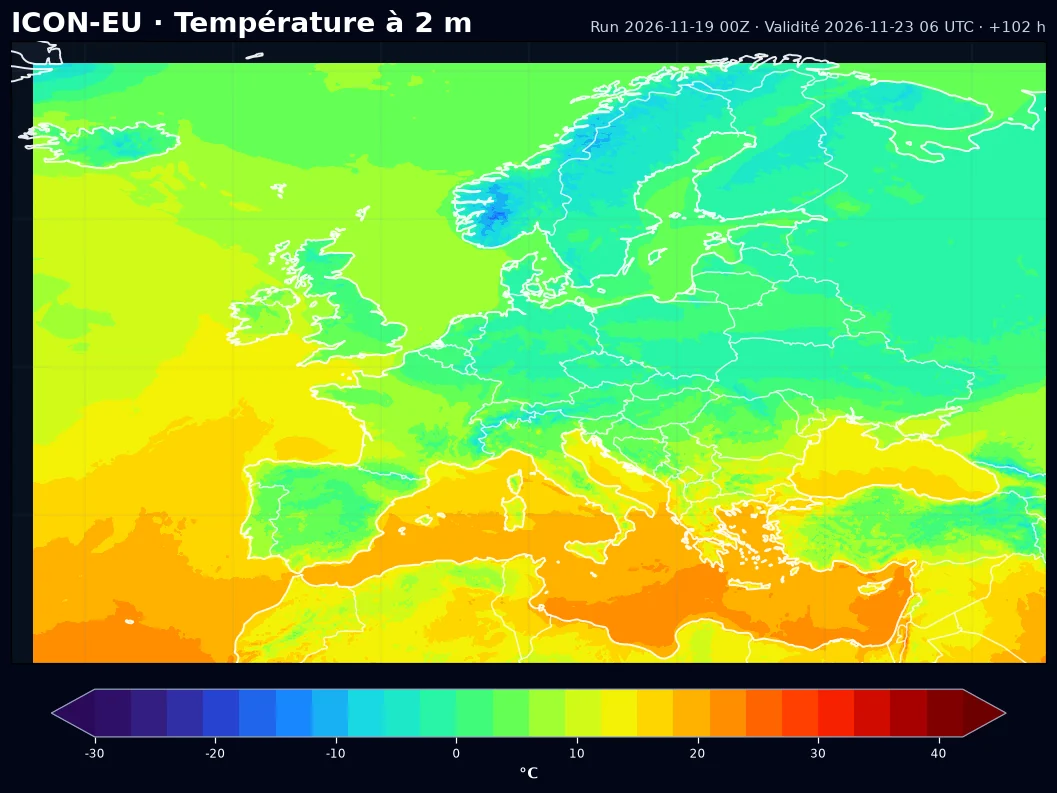 ICON-EU · Température à 2 m
Run 2026-11-19 00Z · Validité 2026-11-23 06 UTC · +102 h
-30 -20 -10 0 10 20 30 40
°C